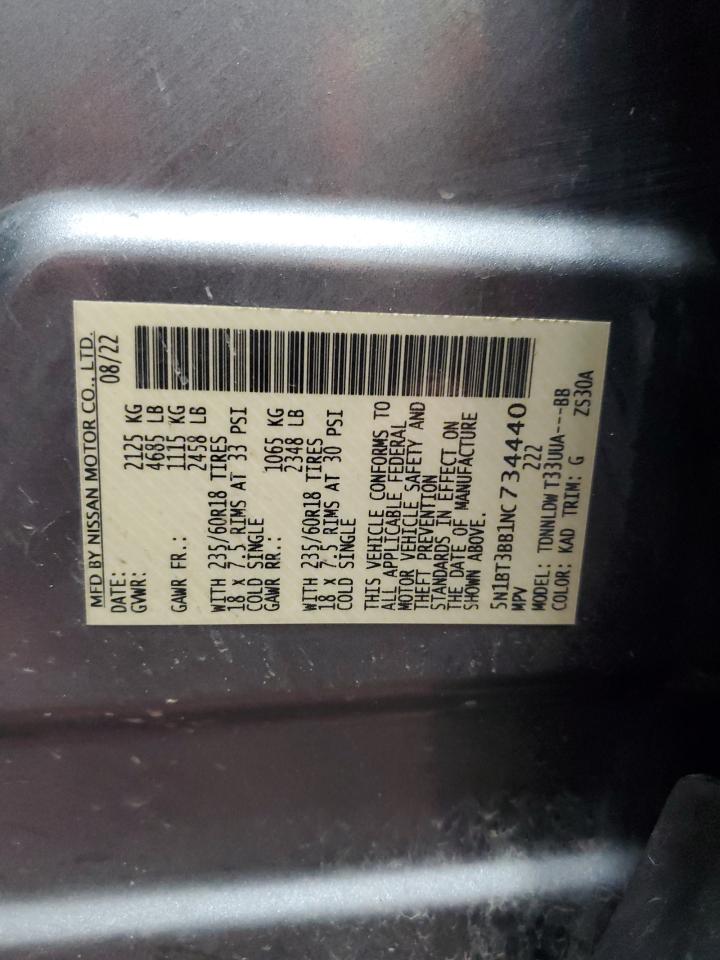 MFD BY NISSAN MOTOR CO., LTD.
DATE: 08/22
GVWR: 2125 KG
4685 LB
GAWR FR.: 1115 KG
2458 LB
WITH 235/60R18 TIRES
18 X 7.5 RIMS AT 33 PSI
COLD SINGLE
GAWR RR.: 1065 KG
2348 LB
WITH 235/60R18 TIRES
18 X 7.5 RIMS AT 30 PSI
COLD SINGLE
THIS VEHICLE CONFORMS TO
ALL APPLICABLE FEDERAL
MOTOR VEHICLE SAFETY AND
THEFT PREVENTION
STANDARDS IN EFFECT ON
THE DATE OF MANUFACTURE
SHOWN ABOVE.
5N1BT3BB1NC734440
MPV 222
MODEL: TDNNLDW T33UUA---BB
COLOR: KAD TRIM: G ZS30A